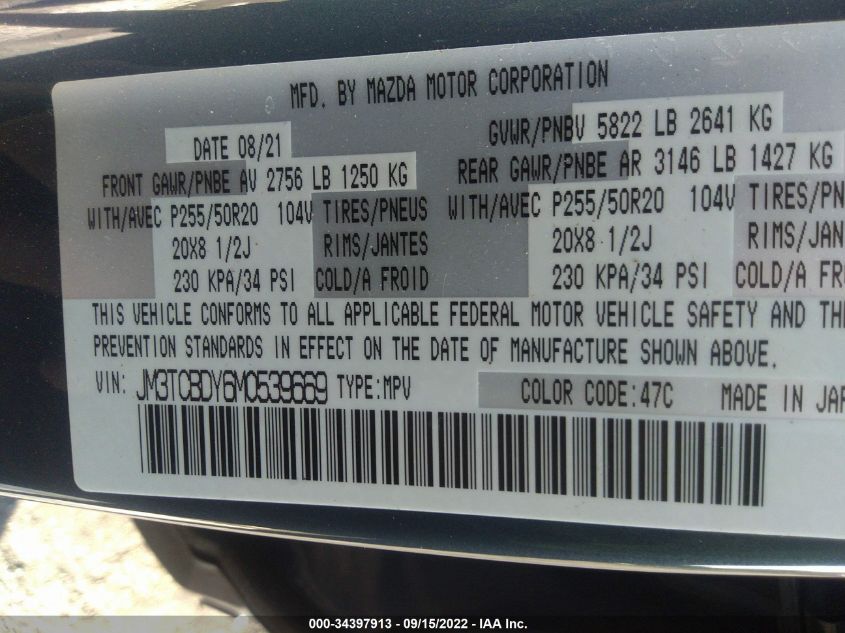 MFD. BY MAZDA MOTOR CORPORATION
DATE 08/21 GVWR/PNBV 5822 LB 2641 KG
FRONT GAWR/PNBE AV 2756 LB 1250 KG REAR GAWR/PNBE AR 3146 LB 1427 KG
WITH/AVEC P255/50R20 104V TIRES/PNEUS WITH/AVEC P255/50R20 104V TIRES/PN
20X8 1/2J RIMS/JANTES 20X8 1/2J RIMS/JAN
230 KPA/34 PSI COLD/A FROID 230 KPA/34 PSI COLD/A FR
THIS VEHICLE CONFORMS TO ALL APPLICABLE FEDERAL MOTOR VEHICLE SAFETY AND THE
PREVENTION STANDARDS IN EFFECT ON THE DATE OF MANUFACTURE SHOWN ABOVE.
VIN: JM3TCBDY6M0539669 TYPE:MPV COLOR CODE:47C MADE IN JAP
000-34397913 - 09/15/2022 - IAA Inc.